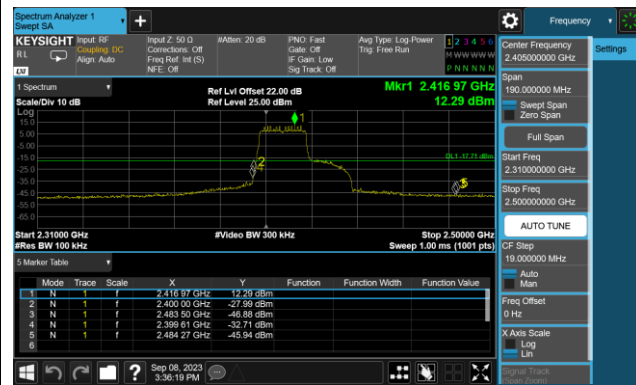 Spectrum Analyzer 1
Swept SA
Frequency
KEYSIGHT
Input: RF
Coupling: DC
Align: Auto
Input Z: 50 Ω
Corrections: Off
Freq Ref: Int (S)
NFE: Off
#Atten: 20 dB
PNO: Fast
Gate: Off
IF Gain: Low
Sig Track: Off
Avg Type: Log-Power
Trig: Free Run
1 2 3 4 5 6
M W W W W W
P N N N N N
RL
LXI
1 Spectrum
Scale/Div 10 dB
Ref Lvl Offset 22.00 dB
Ref Level 25.00 dBm
Mkr1 2.416 97 GHz
12.29 dBm
Log
15.0
5.00
-5.00
-15.0
-25.0
-35.0
-45.0
-55.0
-65.0
1
2
DL1 -17.71 dBm
Start 2.31000 GHz
#Video BW 300 kHz
Stop 2.50000 GHz
#Res BW 100 kHz
Sweep 1.00 ms (1001 pts)
5 Marker Table
Mode Trace Scale X Y Function Function Width Function Value
1 N 1 f 2.416 97 GHz 12.29 dBm
2 N 1 f 2.400 00 GHz -27.99 dBm
3 N 1 f 2.483 50 GHz -46.88 dBm
4 N 1 f 2.399 61 GHz -32.71 dBm
5 N 1 f 2.484 27 GHz -45.94 dBm
6
Sep 08, 2023
3:36:19 PM
Center Frequency
2.405000000 GHz
Settings
Span
190.000000 MHz
Swept Span
Zero Span
Full Span
Start Freq
2.310000000 GHz
Stop Freq
2.500000000 GHz
AUTO TUNE
CF Step
19.000000 MHz
Auto
Man
Freq Offset
0 Hz
X Axis Scale
Log
Lin
Signal Track
(Span Zoom)